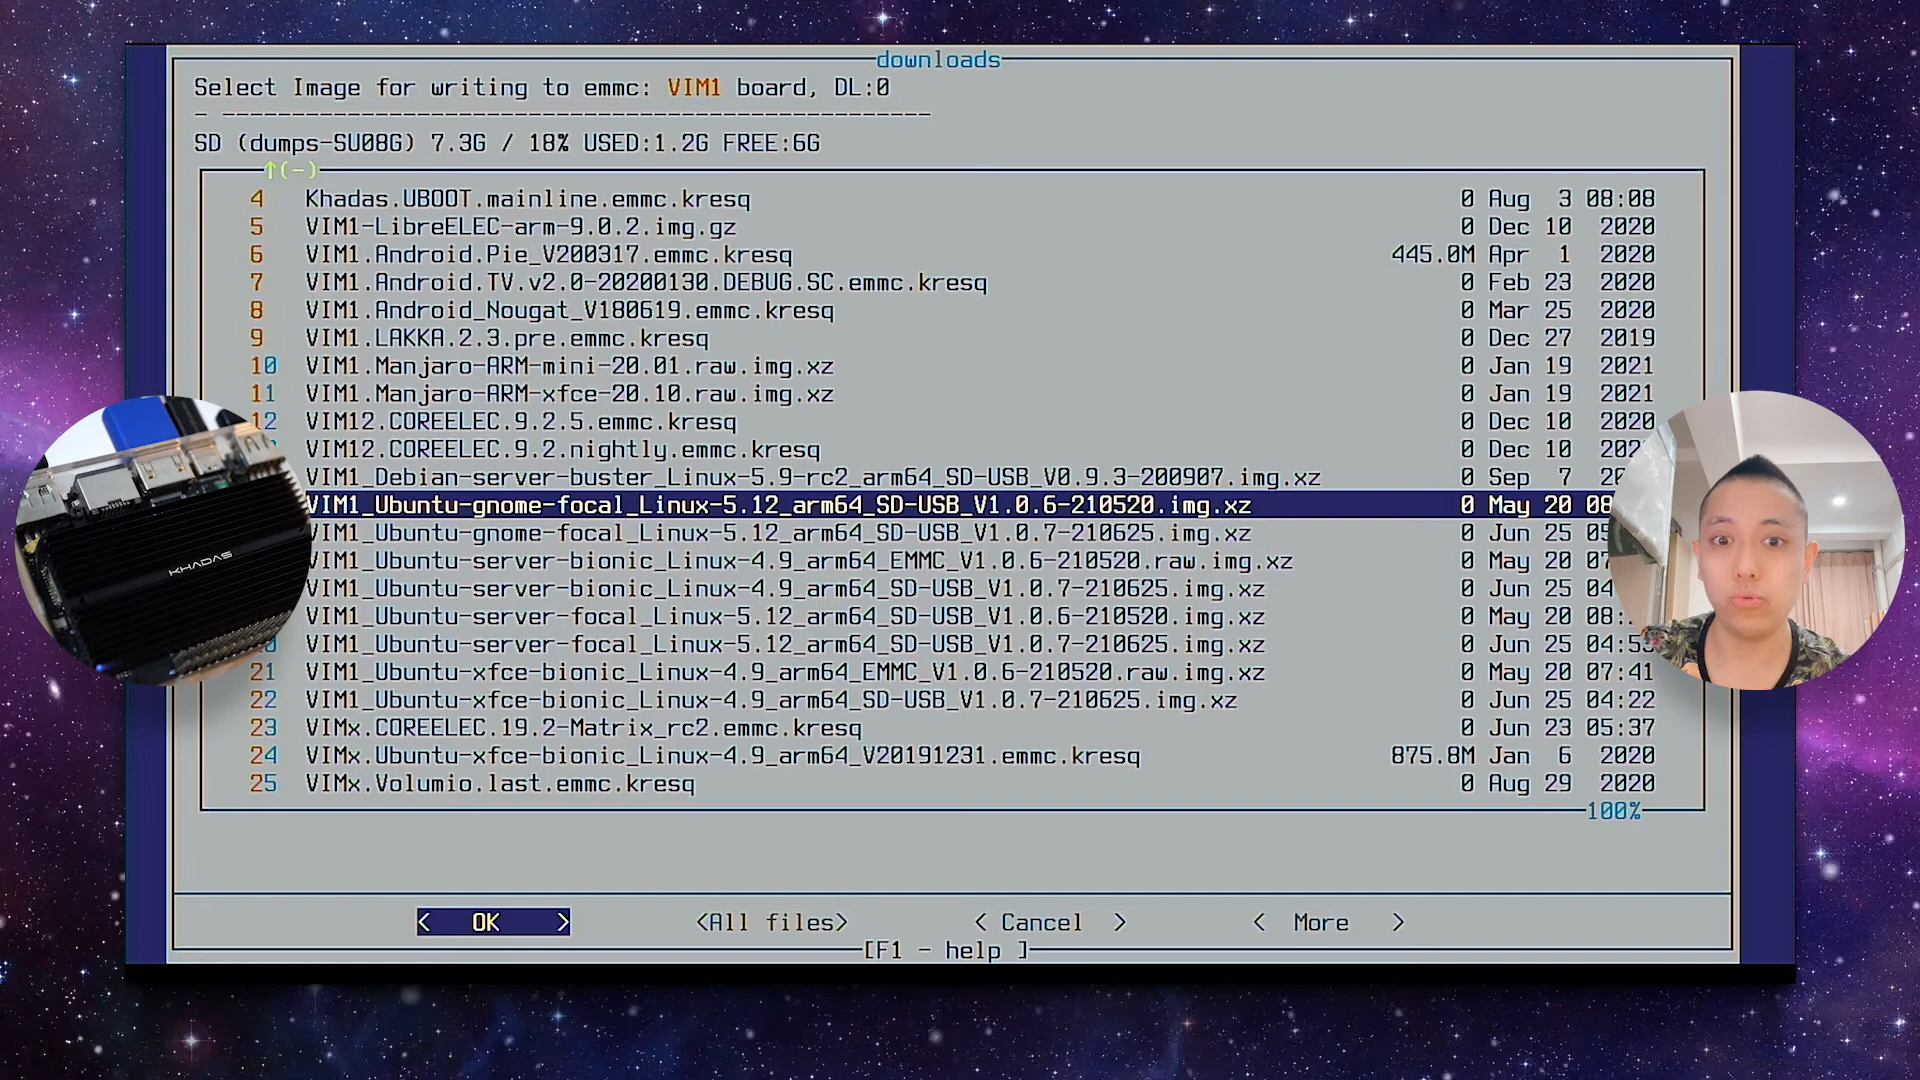 downloads
Select Image for writing to emmc: VIM1 board, DL:0
SD (dumps-SU08G) 7.3G / 18% USED:1.2G FREE:6G
↑(-)
4 Khadas.UBOOT.mainline.emmc.kresq 0 Aug 3 08:08
5 VIM1-LibreELEC-arm-9.0.2.img.gz 0 Dec 10 2020
6 VIM1.Android.Pie_V200317.emmc.kresq 445.0M Apr 1 2020
7 VIM1.Android.TV.v2.0-20200130.DEBUG.SC.emmc.kresq 0 Feb 23 2020
8 VIM1.Android_Nougat_V180619.emmc.kresq 0 Mar 25 2020
9 VIM1.LAKKA.2.3.pre.emmc.kresq 0 Dec 27 2019
10 VIM1.Manjaro-ARM-mini-20.01.raw.img.xz 0 Jan 19 2021
11 VIM1.Manjaro-ARM-xfce-20.10.raw.img.xz 0 Jan 19 2021
12 VIM12.COREELEC.9.2.5.emmc.kresq 0 Dec 10 2020
VIM12.COREELEC.9.2.nightly.emmc.kresq 0 Dec 10
VIM1_Debian-server-buster_Linux-5.9-rc2_arm64_SD-USB_V0.9.3-200907.img.xz 0 Sep 7
VIM1_Ubuntu-gnome-focal_Linux-5.12_arm64_SD-USB_V1.0.6-210520.img.xz 0 May 20 08
VIM1_Ubuntu-gnome-focal_Linux-5.12_arm64_SD-USB_V1.0.7-210625.img.xz 0 Jun 25 05
VIM1_Ubuntu-server-bionic_Linux-4.9_arm64_EMMC_V1.0.6-210520.raw.img.xz 0 May 20 07
VIM1_Ubuntu-server-bionic_Linux-4.9_arm64_SD-USB_V1.0.7-210625.img.xz 0 Jun 25 04
VIM1_Ubuntu-server-focal_Linux-5.12_arm64_SD-USB_V1.0.6-210520.img.xz 0 May 20 08:
VIM1_Ubuntu-server-focal_Linux-5.12_arm64_SD-USB_V1.0.7-210625.img.xz 0 Jun 25 04:53
21 VIM1_Ubuntu-xfce-bionic_Linux-4.9_arm64_EMMC_V1.0.6-210520.raw.img.xz 0 May 20 07:41
22 VIM1_Ubuntu-xfce-bionic_Linux-4.9_arm64_SD-USB_V1.0.7-210625.img.xz 0 Jun 25 04:22
23 VIMx.COREELEC.19.2-Matrix_rc2.emmc.kresq 0 Jun 23 05:37
24 VIMx.Ubuntu-xfce-bionic_Linux-4.9_arm64_V20191231.emmc.kresq 875.8M Jan 6 2020
25 VIMx.Volumio.last.emmc.kresq 0 Aug 29 2020
100%
< OK > <All files> < Cancel > < More >
[F1 - help ]
KHADAS